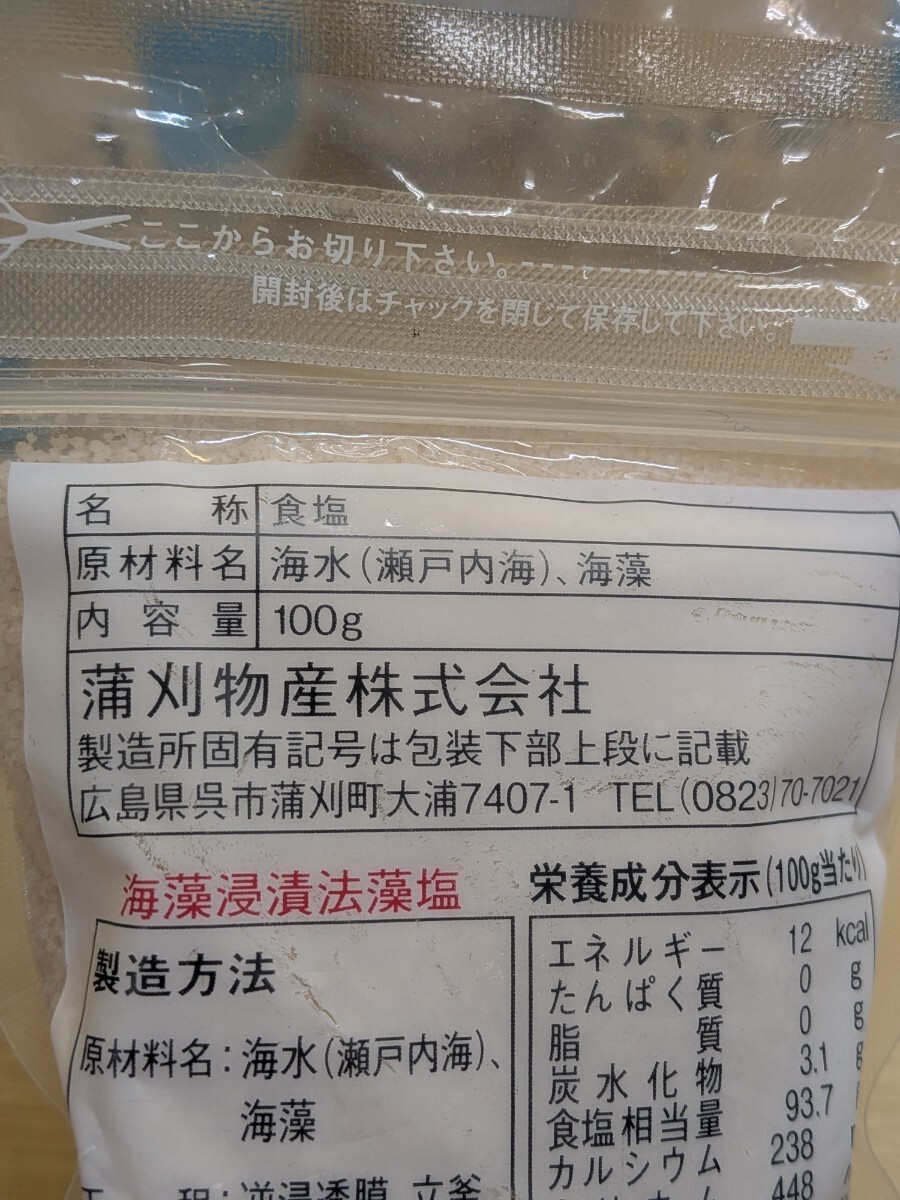 ここからお切り下さい。
開封後はチャックを閉じて保存して下さい。
名称 食塩
原材料名 海水(瀬戸内海)、海藻
内容量 100g
蒲刈物産株式会社
製造所固有記号は包装下部上段に記載
広島県呉市蒲刈町大浦7407-1 TEL(0823)70-7021
海藻浸漬法藻塩
製造方法
原材料名:海水(瀬戸内海)、
海藻
工程:逆浸透膜、立釜
栄養成分表示(100g当たり)
エネルギー 12 kcal
たんぱく質 0 g
脂質 0 g
炭水化物 3.1 g
食塩相当量 93.7
カルシウム 238
448